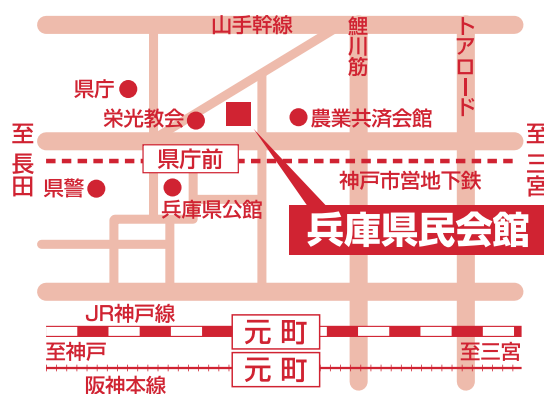 山手幹線
鯉川筋
トアロード
県庁
栄光教会
農業共済会館
至長田
至三宮
県庁前
神戸市営地下鉄
県警
兵庫県公館
兵庫県民会館
JR神戸線
元町
至神戸
至三宮
元町
阪神本線